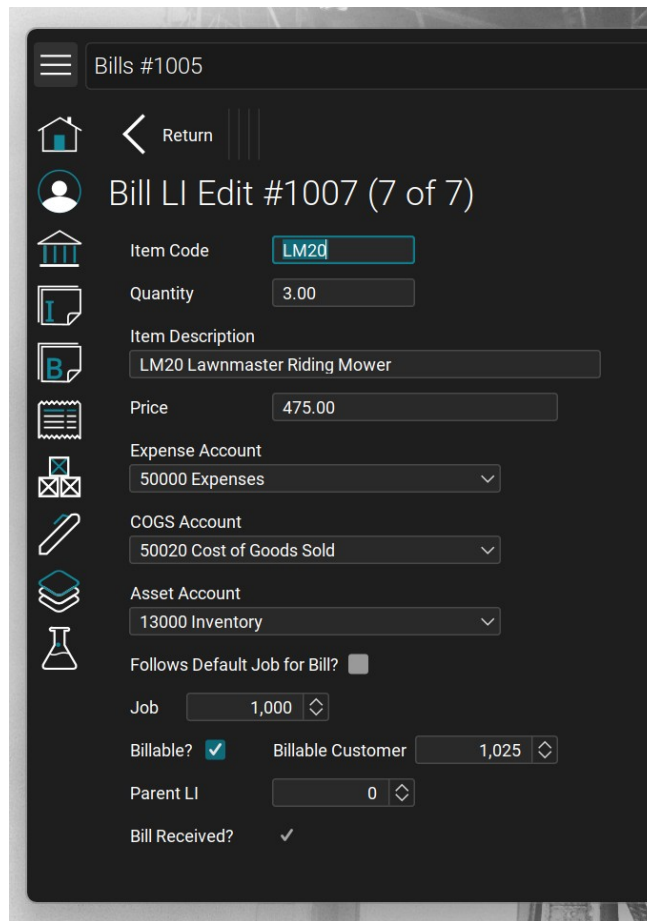 Bills #1005
Return
Bill LI Edit #1007 (7 of 7)
Item Code LM20
Quantity 3.00
Item Description
LM20 Lawnmaster Riding Mower
Price 475.00
Expense Account
50000 Expenses
COGS Account
50020 Cost of Goods Sold
Asset Account
13000 Inventory
Follows Default Job for Bill?
Job 1,000
Billable? Billable Customer 1,025
Parent LI 0
Bill Received?
I
B